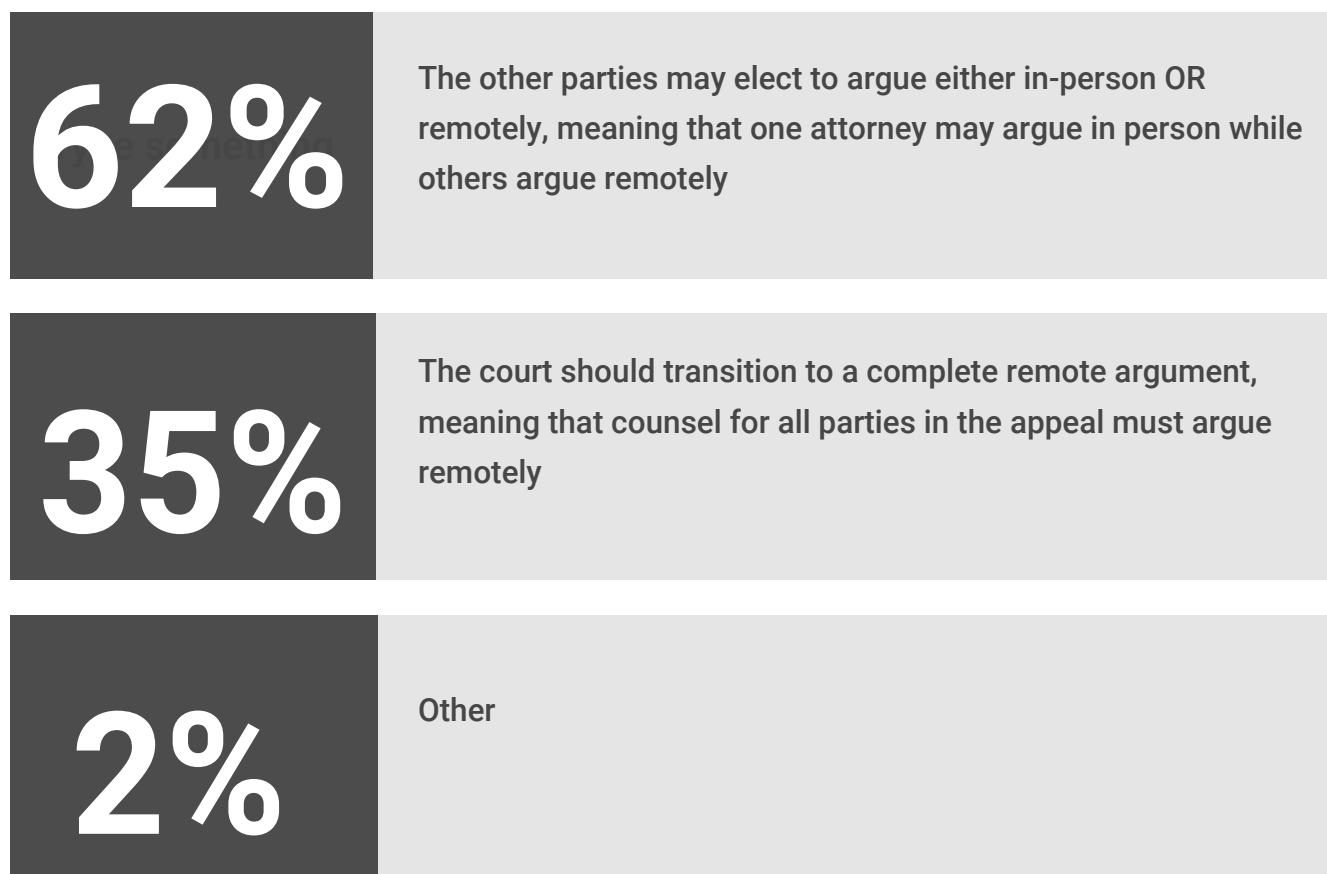 62%
The other parties may elect to argue either in-person OR
remotely, meaning that one attorney may argue in person while
others argue remotely
35%
The court should transition to a complete remote argument,
meaning that counsel for all parties in the appeal must argue
remotely
2%
Other